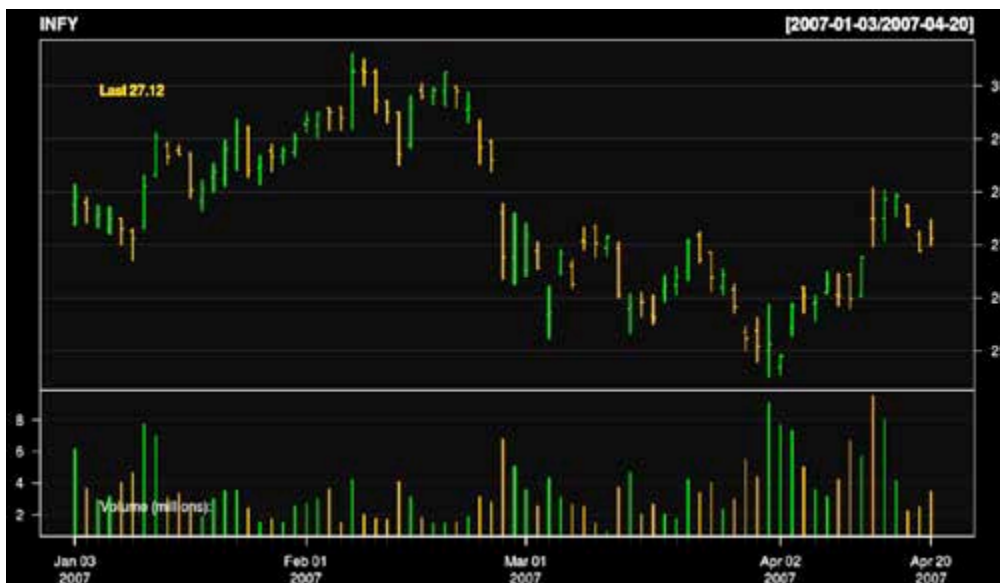 INFY [2007-01-03/2007-04-20]
Last 27.12
8
6
4
2
Volume (millions):
Jan 03 Feb 01 Mar 01 Apr 02 Apr 20
2007 2007 2007 2007 2007